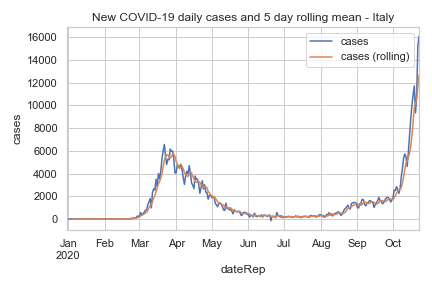 New COVID-19 daily cases and 5 day rolling mean - Italy
cases
cases (rolling)
16000
14000
12000
10000
8000
6000
4000
2000
0
cases
Jan Feb Mar Apr May Jun Jul Aug Sep Oct
2020
dateRep